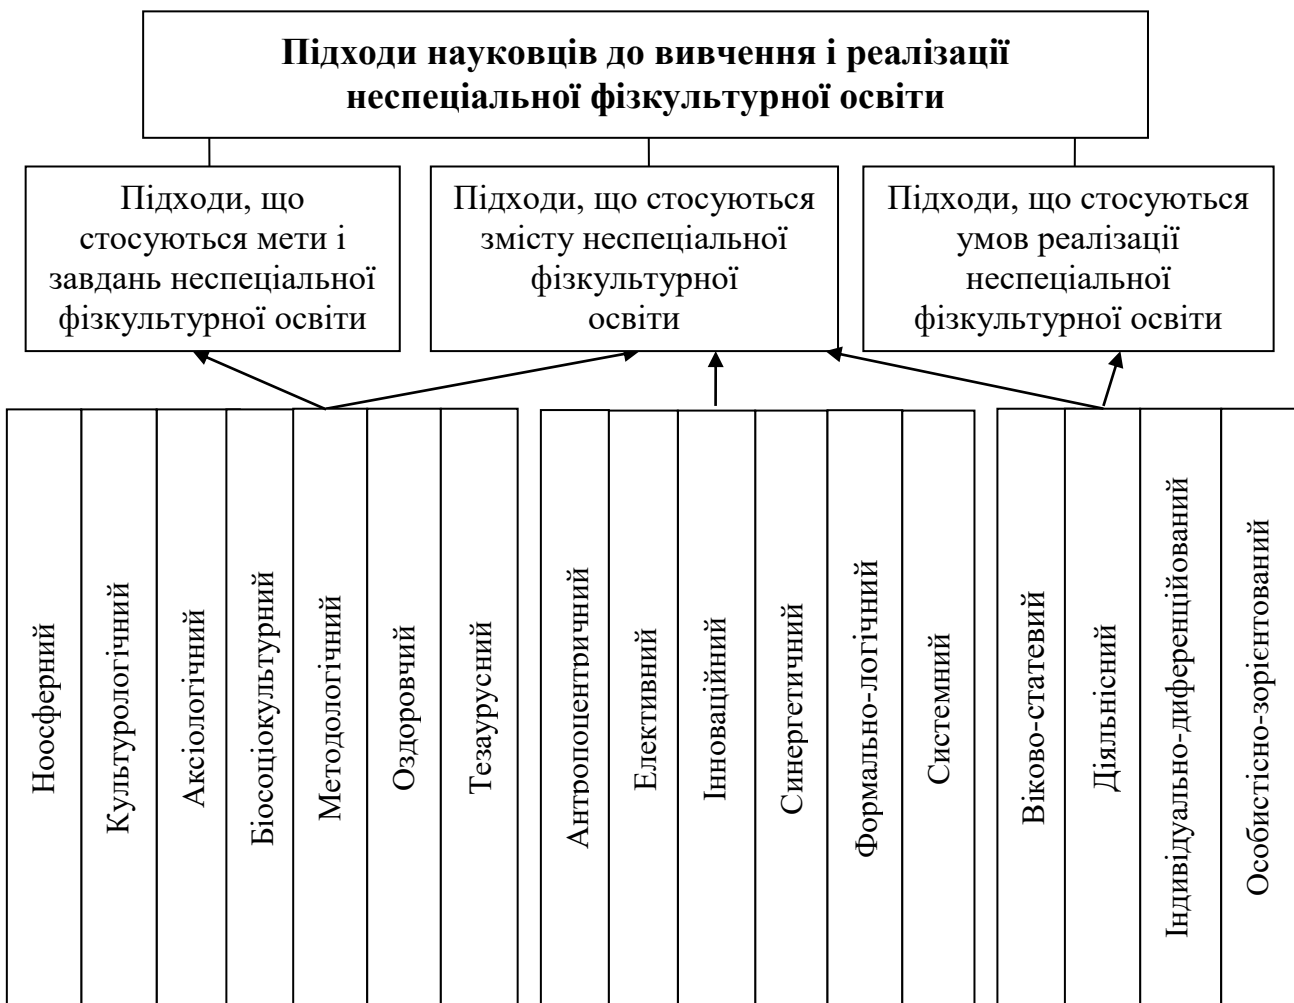 Підходи науковців до вивчення і реалізації
неспеціальної фізкультурної освіти
Підходи, що
стосуються мети і
завдань неспеціальної
фізкультурної освіти
Підходи, що стосуються
змісту неспеціальної
фізкультурної
освіти
Підходи, що стосуються
умов реалізації
неспеціальної
фізкультурної освіти
Ноосферний
Культурологічний
Аксіологічний
Біосоціокультурний
Методологічний
Оздоровчий
Тезаурусний
Антропоцентричний
Елективний
Інноваційний
Синергетичний
Формально-логічний
Системний
Віково-статевий
Діяльнісний
Індивідуально-диференційований
Особистісно-зорієнтований